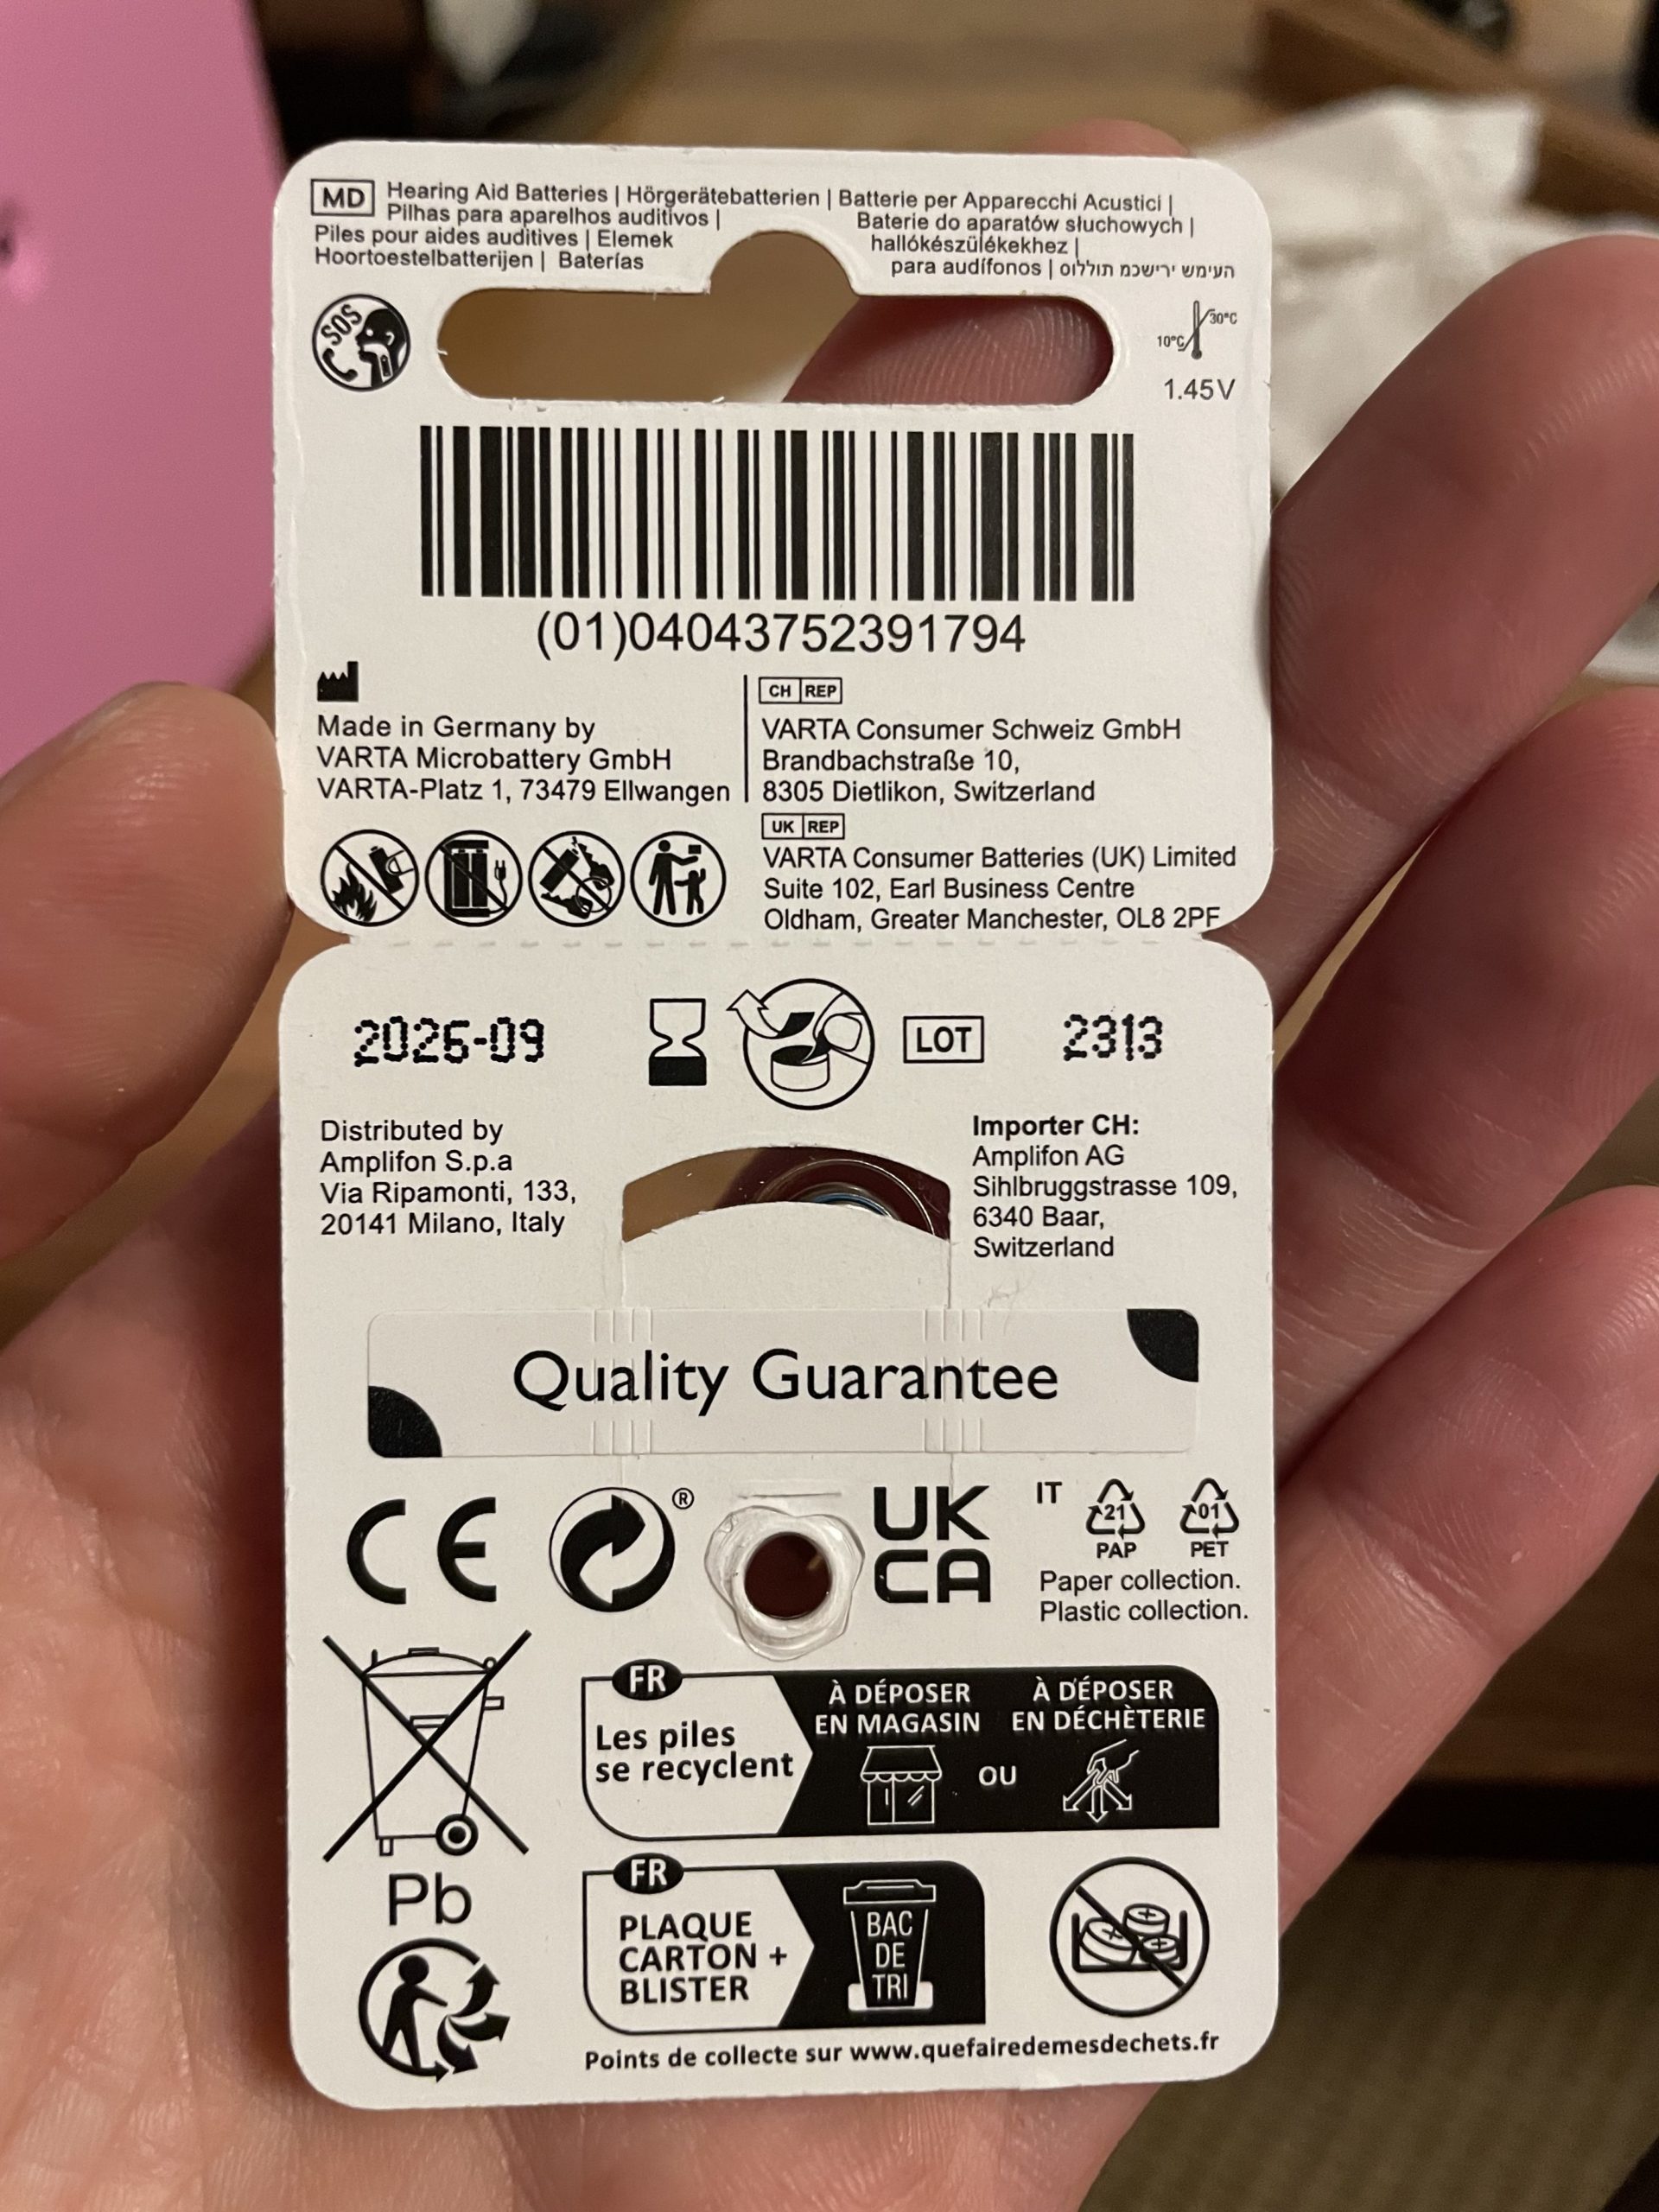 MD Hearing Aid Batteries | Hörgerätebatterien | Batterie per Apparecchi Acustici |
Pilhas para aparelhos auditivos | Baterie do aparatów słuchowych |
Piles pour aides auditives | Elemek hallókészülékekhez |
Hoortoestelbatterijen | Baterías para audífonos | העימש ירישכמ תוללוס
SOS
30°C
10°C
1.45V
(01)04043752391794
Made in Germany by
VARTA Microbattery GmbH
VARTA-Platz 1, 73479 Ellwangen
CH REP
VARTA Consumer Schweiz GmbH
Brandbachstraße 10,
8305 Dietlikon, Switzerland
UK REP
VARTA Consumer Batteries (UK) Limited
Suite 102, Earl Business Centre
Oldham, Greater Manchester, OL8 2PF
2026-09 LOT 2313
Distributed by
Amplifon S.p.a
Via Ripamonti, 133,
20141 Milano, Italy
Importer CH:
Amplifon AG
Sihlbruggstrasse 109,
6340 Baar,
Switzerland
Quality Guarantee
CE
®
UK
CA
IT
21
PAP
01
PET
Paper collection.
Plastic collection.
Pb
FR
Les piles
se recyclent
À DÉPOSER
EN MAGASIN
OU
À DÉPOSER
EN DÉCHÈTERIE
FR
PLAQUE
CARTON +
BLISTER
BAC
DE
TRI
Points de collecte sur www.quefairedemesdechets.fr